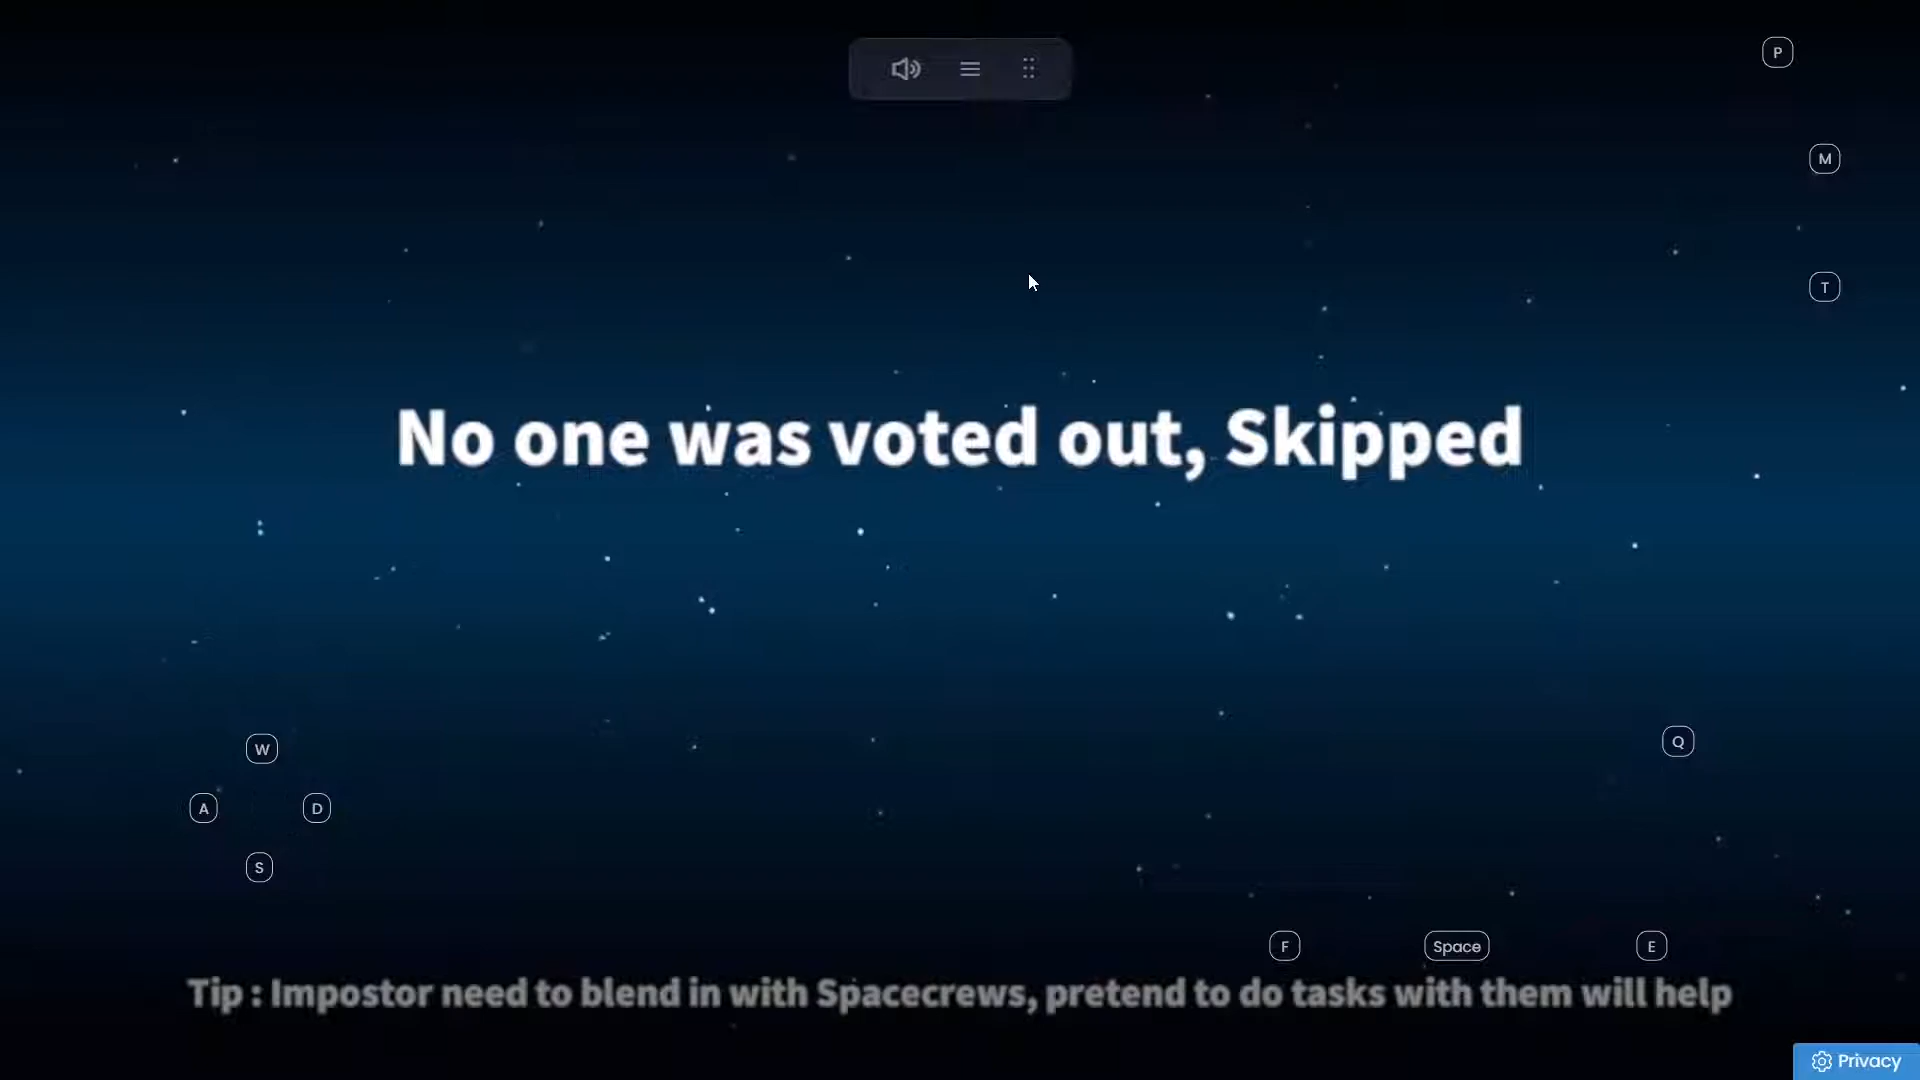 P
M
T
No one was voted out, Skipped
W
Q
A D
S
F Space E
Tip : Impostor need to blend in with Spacecrews, pretend to do tasks with them will help
Privacy